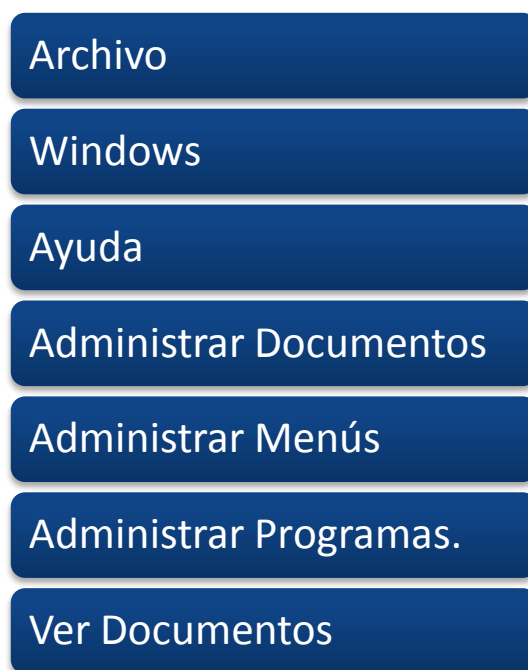 Archivo
Windows
Ayuda
Administrar Documentos
Administrar Menús
Administrar Programas.
Ver Documentos